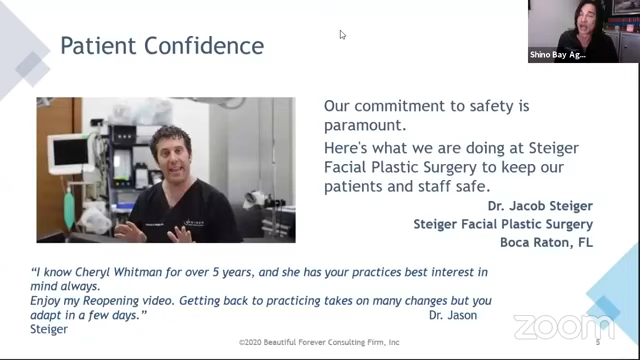 Patient Confidence
Shino Bay Ag...
Our commitment to safety is
paramount.
Here's what we are doing at Steiger
Facial Plastic Surgery to keep our
patients and staff safe.
Dr. Jacob Steiger
Steiger Facial Plastic Surgery
Boca Raton, FL
“I know Cheryl Whitman for over 5 years, and she has your practices best interest in
mind always.
Enjoy my Reopening video. Getting back to practicing takes on many changes but you
adapt in a few days.” Dr. Jason
Steiger
©2020 Beautiful Forever Consulting Firm, Inc
zoom
5